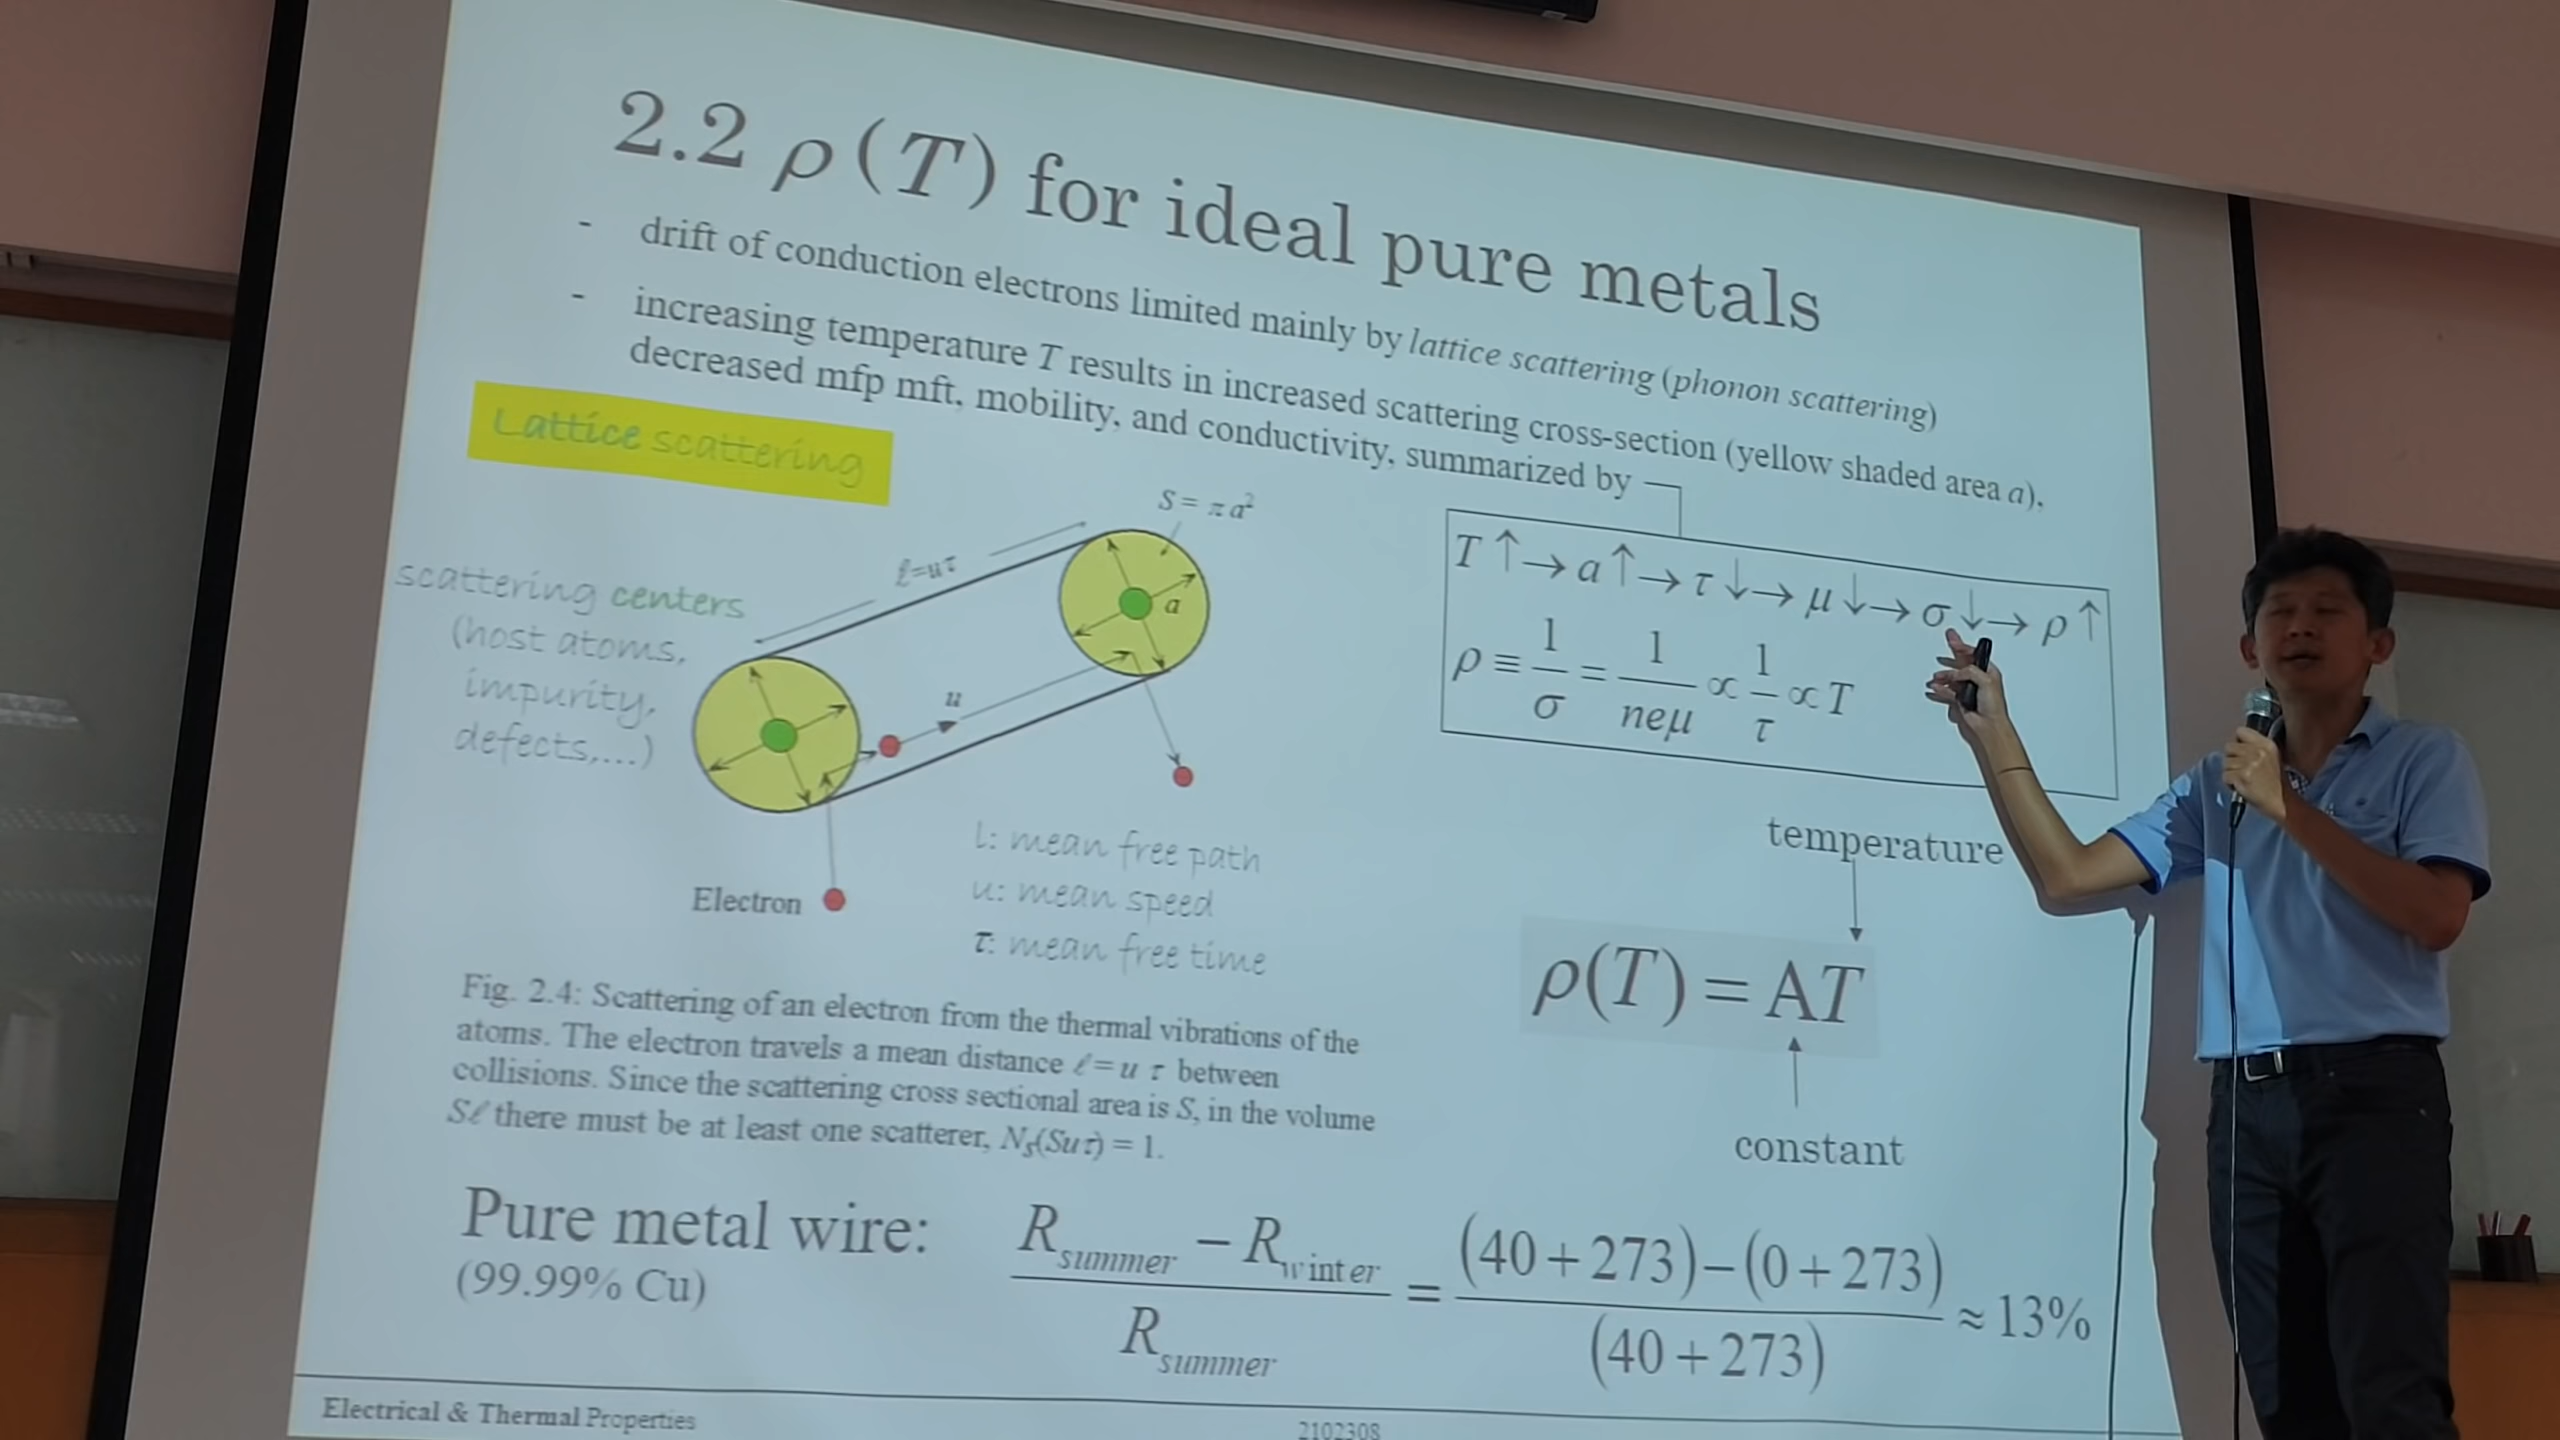 2.2 ρ(T) for ideal pure metals
- drift of conduction electrons limited mainly by lattice scattering (phonon scattering)
- increasing temperature T results in increased scattering cross-section (yellow shaded area a),
decreased mfp mft, mobility, and conductivity, summarized by
Lattice scattering
S = πa²
ℓ=uτ
a
u
scattering centers
(host atoms,
impurity,
defects,...)
Electron
l: mean free path
u: mean speed
τ: mean free time
T↑→a↑→τ↓→μ↓→σ↓→ρ↑
ρ ≡ 1/σ = 1/neμ ∝ 1/τ ∝ T
temperature
ρ(T) = AT
constant
Fig. 2.4: Scattering of an electron from the thermal vibrations of the
atoms. The electron travels a mean distance ℓ = u τ between
collisions. Since the scattering cross sectional area is S, in the volume
Sℓ there must be at least one scatterer, Ns(Suτ) = 1.
Pure metal wire:
(99.99% Cu)
(R summer − R winter) / R summer = ((40+273)−(0+273)) / (40+273) ≈ 13%
Electrical & Thermal Properties
2102308